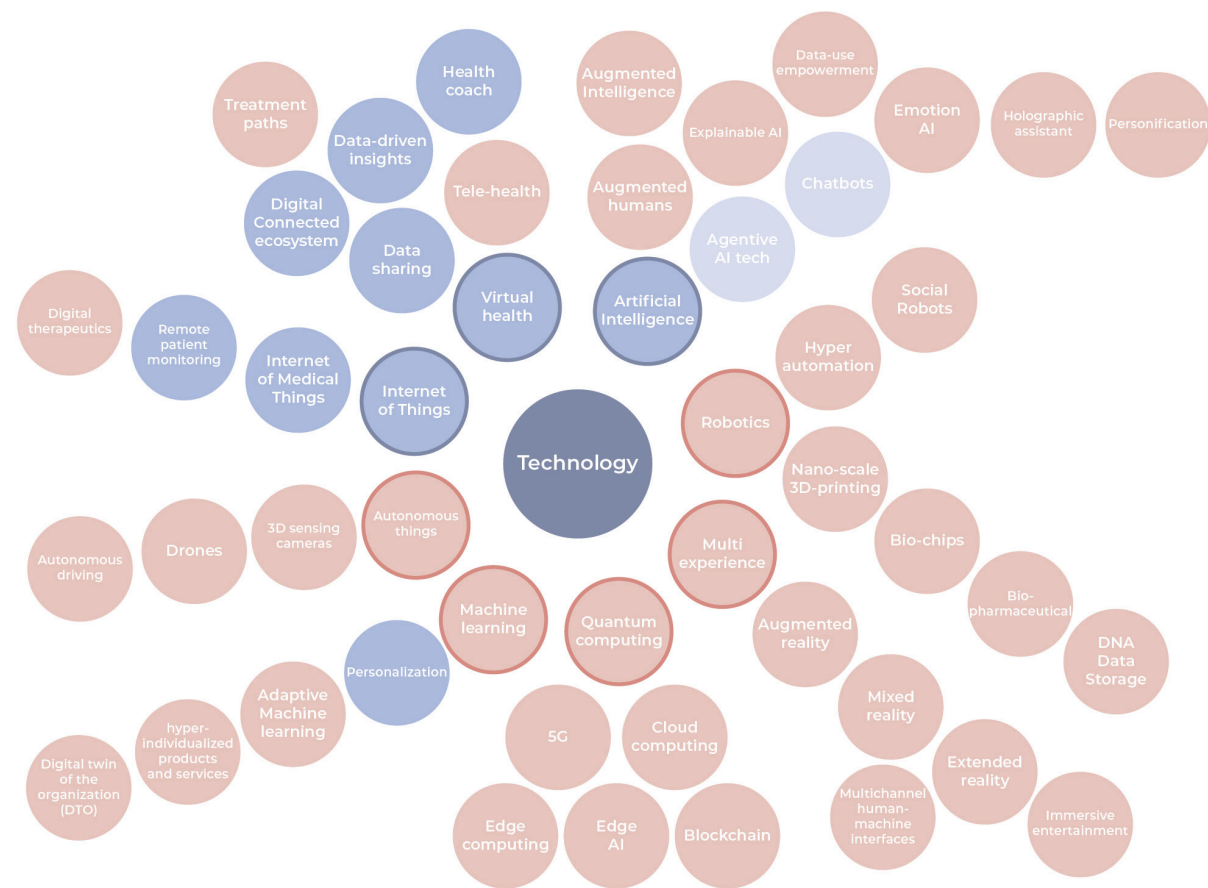 Health
coach
Treatment
paths
Data-driven
insights
Digital
Connected
ecosystem
Data
sharing
Tele-health
Virtual
health
Augmented
Intelligence
Explainable AI
Data-use
empowerment
Emotion
AI
Holographic
assistant
Personification
Chatbots
Augmented
humans
Agentive
AI tech
Artificial
Intelligence
Social
Robots
Hyper
automation
Robotics
Nano-scale
3D-printing
Bio-chips
Bio-
pharmaceutical
DNA
Data
Storage
Digital
therapeutics
Remote
patient
monitoring
Internet
of Medical
Things
Internet
of Things
Technology
Autonomous
things
3D sensing
cameras
Drones
Autonomous
driving
Multi
experience
Augmented
reality
Mixed
reality
Extended
reality
Multichannel
human-
machine
interfaces
Immersive
entertainment
Machine
learning
Personalization
Adaptive
Machine
learning
hyper-
individualized
products
and services
Digital twin
of the
organization
(DTO)
Quantum
computing
5G
Cloud
computing
Edge
computing
Edge
AI
Blockchain